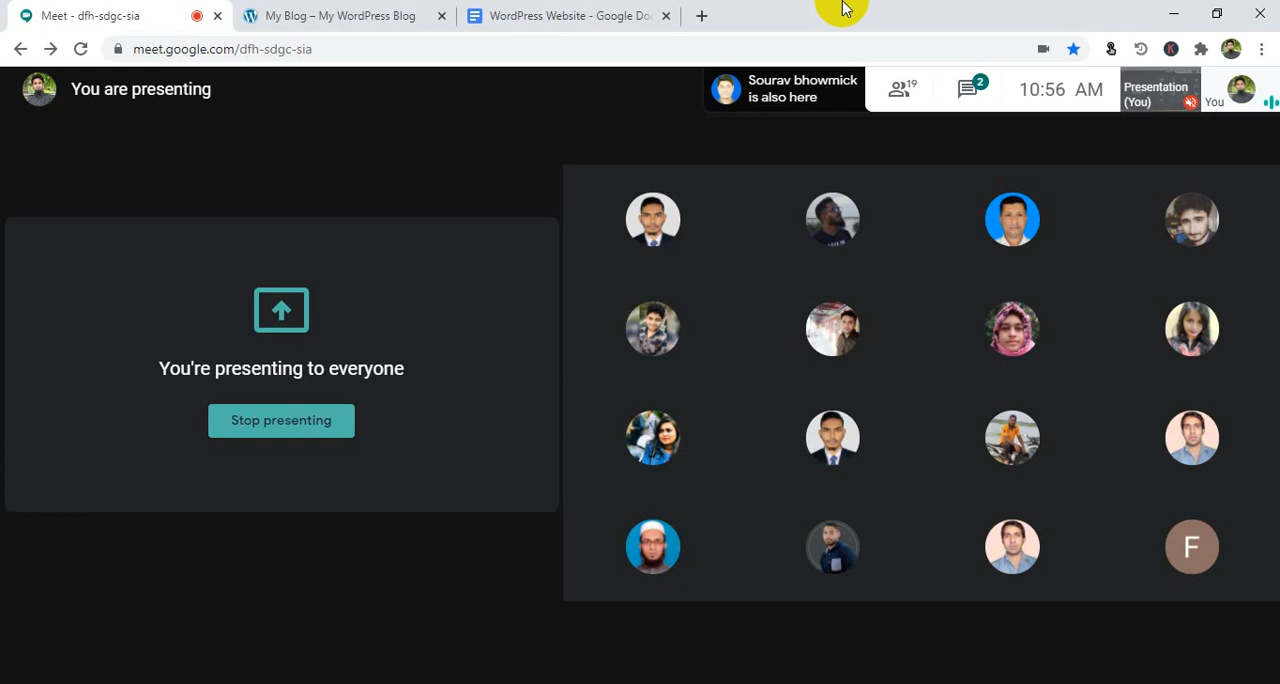 Meet - dfh-sdgc-sia
My Blog – My WordPress Blog
WordPress Website - Google Do
meet.google.com/dfh-sdgc-sia
K
You are presenting
Sourav bhowmick
is also here
19
2
10:56 AM
Presentation
(You)
You
You're presenting to everyone
Stop presenting
F